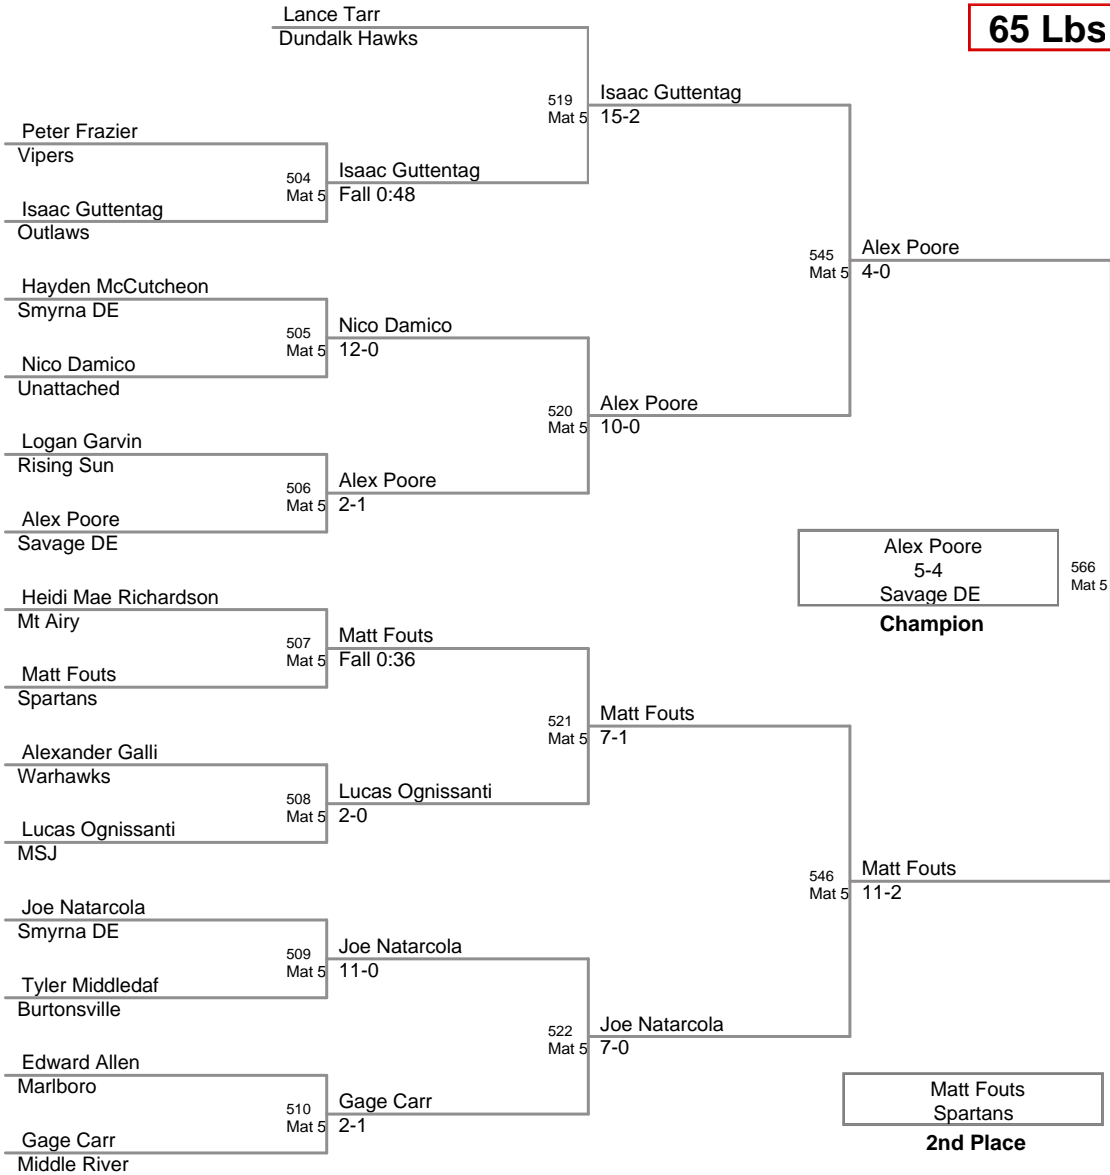 Lance Tarr
Dundalk Hawks
65 Lbs
519
Mat 5
Isaac Guttentag
15-2
Peter Frazier
Vipers
504
Mat 5
Isaac Guttentag
Fall 0:48
Isaac Guttentag
Outlaws
545
Mat 5
Alex Poore
4-0
Hayden McCutcheon
Smyrna DE
505
Mat 5
Nico Damico
12-0
Nico Damico
Unattached
520
Mat 5
Alex Poore
10-0
Logan Garvin
Rising Sun
506
Mat 5
Alex Poore
2-1
Alex Poore
Savage DE
Alex Poore
5-4
Savage DE
Champion
566
Mat 5
Heidi Mae Richardson
Mt Airy
507
Mat 5
Matt Fouts
Fall 0:36
Matt Fouts
Spartans
521
Mat 5
Matt Fouts
7-1
Alexander Galli
Warhawks
508
Mat 5
Lucas Ognissanti
2-0
Lucas Ognissanti
MSJ
546
Mat 5
Matt Fouts
11-2
Joe Natarcola
Smyrna DE
509
Mat 5
Joe Natarcola
11-0
Tyler Middledaf
Burtonsville
522
Mat 5
Joe Natarcola
7-0
Edward Allen
Marlboro
510
Mat 5
Gage Carr
2-1
Gage Carr
Middle River
Matt Fouts
Spartans
2nd Place